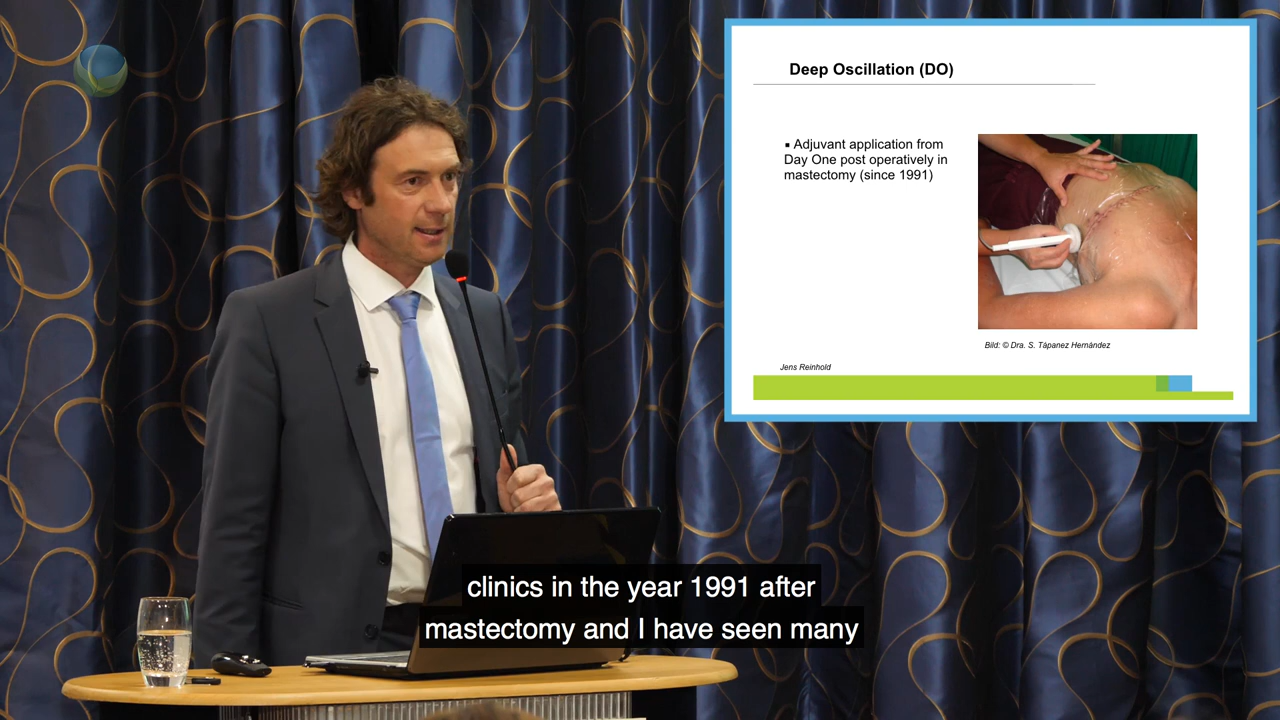 Deep Oscillation (DO)
▪ Adjuvant application from
Day One post operatively in
mastectomy (since 1991)
Bild: © Dra. S. Tápanez Hernández
Jens Reinhold
clinics in the year 1991 after
mastectomy and I have seen many